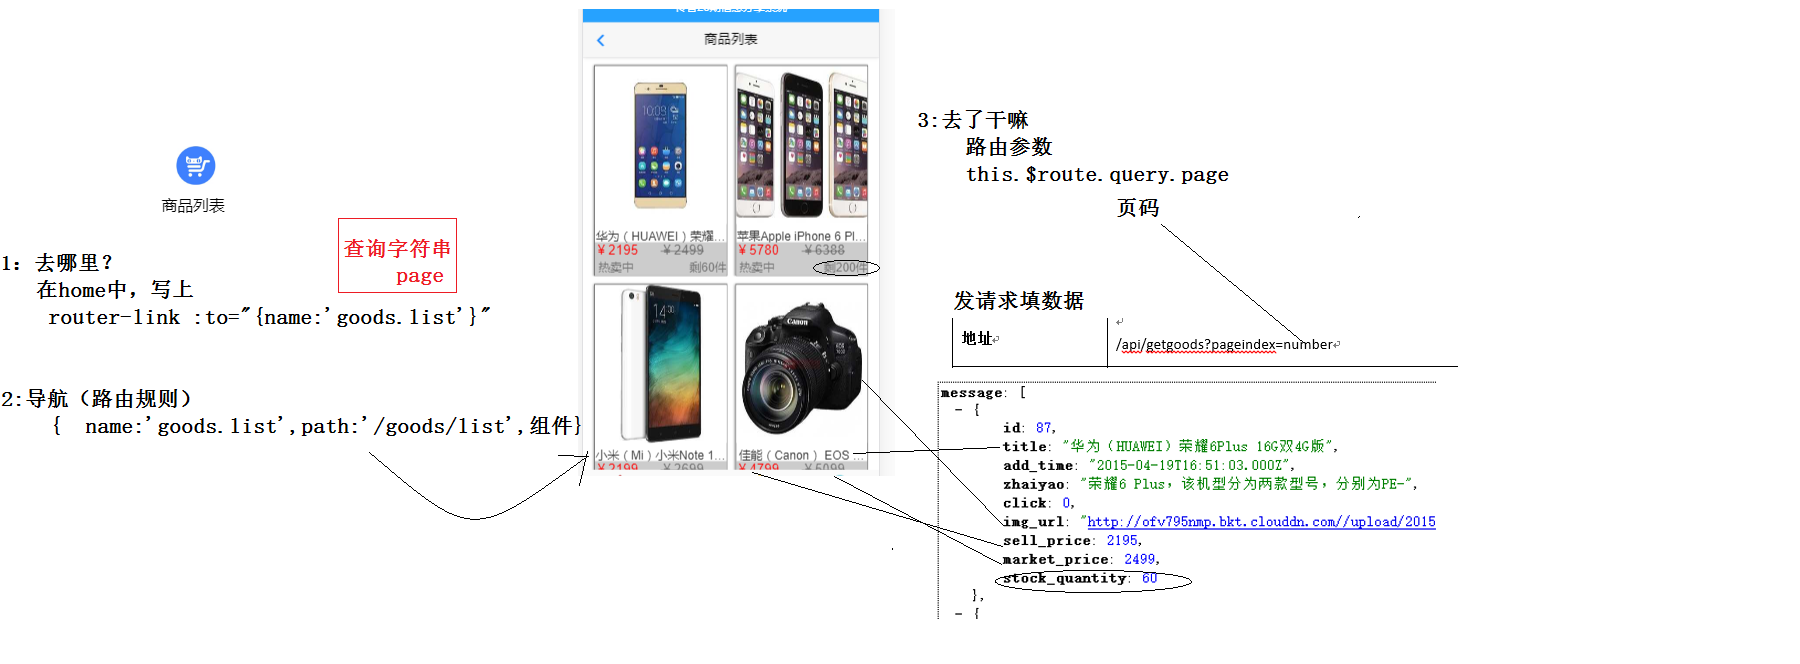 商品列表
查询字符串
page
1：去哪里？
在home中，写上
router-link :to="{name:'goods.list'}"
2:导航（路由规则）
{ name:'goods.list',path:'/goods/list',组件}
商品列表
华为（HUAWEI）荣耀...
￥2195 ￥2499
热卖中 剩60件
苹果Apple iPhone 6 Pl...
￥5780 ￥6388
热卖中 剩200件
小米（Mi）小米Note 1...
￥2199 ￥2699
佳能（Canon） EOS ...
￥4799 ￥5099
3:去了干嘛
路由参数
this.$route.query.page
页码
发请求填数据
地址
/api/getgoods?pageindex=number
message: [
- {
id: 87,
title: "华为（HUAWEI）荣耀6Plus 16G双4G版",
add_time: "2015-04-19T16:51:03.000Z",
zhaiyao: "荣耀6 Plus，该机型分为两款型号，分别为PE-",
click: 0,
img_url: "http://ofv795nmp.bkt.clouddn.com//upload/2015
sell_price: 2195,
market_price: 2499,
stock_quantity: 60
},
- {